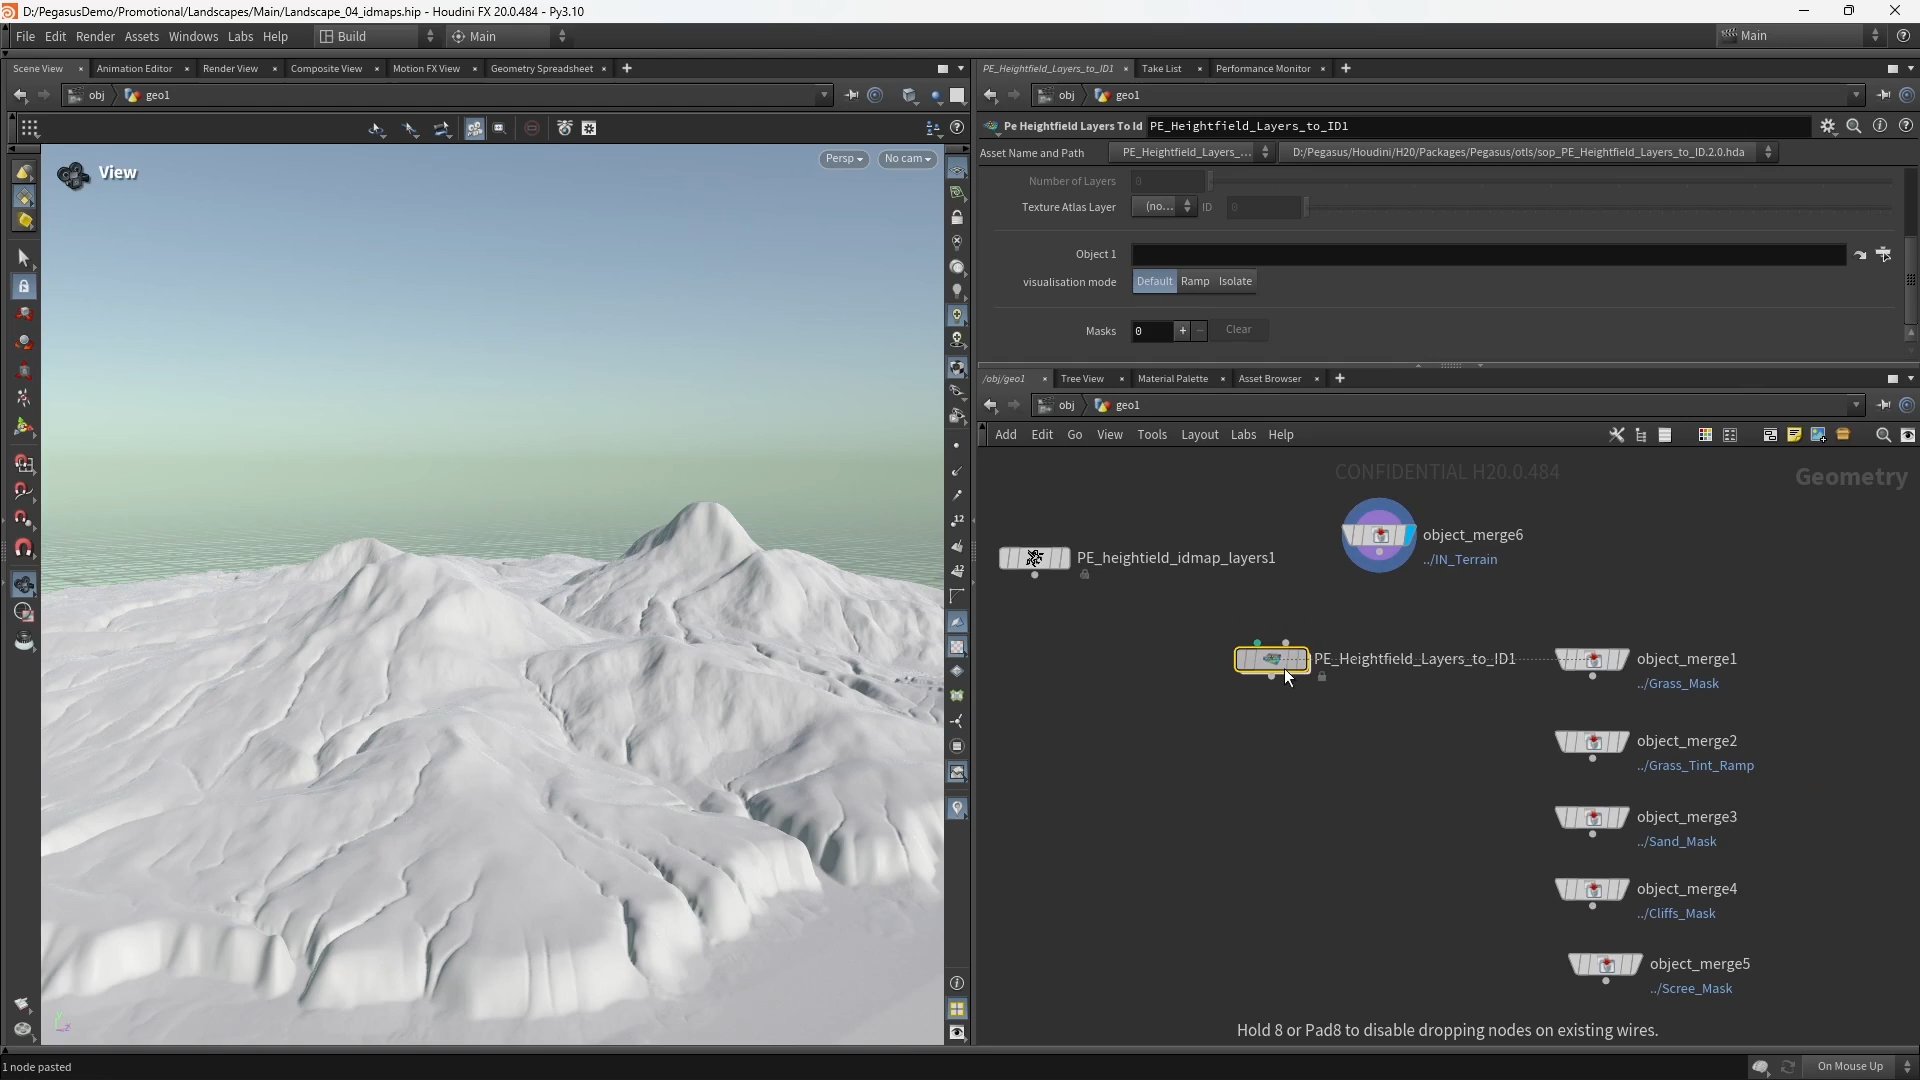 D:/PegasusDemo/Promotional/Landscapes/Main/Landscape_04_idmaps.hip - Houdini FX 20.0.484 - Py3.10
File Edit Render Assets Windows Labs Help Build Main Main
Scene View Animation Editor Render View Composite View Motion FX View Geometry Spreadsheet
obj geo1
View
Persp No cam
PE_Heightfield_Layers_to_ID1 Take List Performance Monitor
obj geo1
Pe Heightfield Layers To Id PE_Heightfield_Layers_to_ID1
Asset Name and Path PE_Heightfield_Layers_... D:/Pegasus/Houdini/H20/Packages/Pegasus/otls/sop_PE_Heightfield_Layers_to_ID.2.0.hda
Number of Layers 0
Texture Atlas Layer (no... ID 0
Object 1
visualisation mode Default Ramp Isolate
Masks 0 + - Clear
/obj/geo1 Tree View Material Palette Asset Browser
obj geo1
Add Edit Go View Tools Layout Labs Help
CONFIDENTIAL H20.0.484
Geometry
object_merge6
../IN_Terrain
PE_heightfield_idmap_layers1
PE_Heightfield_Layers_to_ID1
object_merge1
../Grass_Mask
object_merge2
../Grass_Tint_Ramp
object_merge3
../Sand_Mask
object_merge4
../Cliffs_Mask
object_merge5
../Scree_Mask
Hold 8 or Pad8 to disable dropping nodes on existing wires.
1 node pasted
On Mouse Up